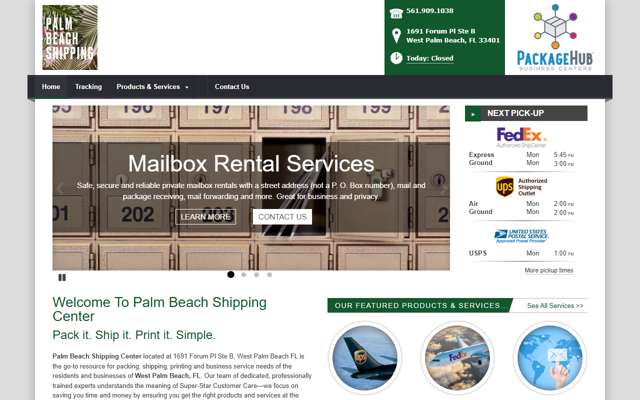 PALM
BEACH
SHIPPING
561.909.1038
1691 Forum Pl Ste B
West Palm Beach, FL 33401
Today: Closed
PACKAGEHUB
BUSINESS CENTERS
Home Tracking Products & Services Contact Us
195 196 197 198 199
200 201 202 203
Mailbox Rental Services
Safe, secure and reliable private mailbox rentals with a street address (not a P. O. Box number), mail and
package receiving, mail forwarding and more. Great for business and privacy.
LEARN MORE CONTACT US
NEXT PICK-UP
FedEx
Authorized ShipCenter
Express Mon 5:45 PM
Ground Mon 3:00 PM
ups Authorized
Shipping
Outlet
Air Mon 2:00 PM
Ground Mon 2:00 PM
UNITED STATES
POSTAL SERVICE
Approved Postal Provider
USPS Mon 1:00 PM
More pickup times
Welcome To Palm Beach Shipping
Center
Pack it. Ship it. Print it. Simple.
Palm Beach Shipping Center located at 1691 Forum Pl Ste B, West Palm Beach FL is
the go-to resource for packing, shipping, printing and business service needs of the
residents and businesses of West Palm Beach, FL. Our team of dedicated, professionally
trained experts understands the meaning of Super-Star Customer Care—we focus on
saving you time and money by ensuring you get the right products and services at the
OUR FEATURED PRODUCTS & SERVICES...
See All Services >>
ups
FedEx